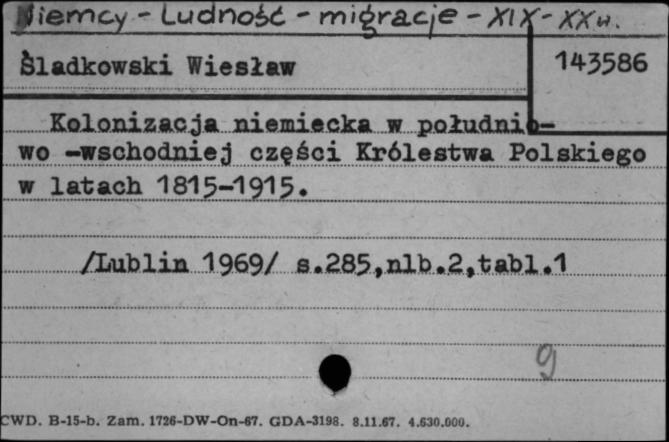 Niemcy - Ludność - migracje - XIX - XX w.
Śladkowski Wiesław
143586
Kolonizacja niemiecka w południo-
wo -wschodniej części Królestwa Polskiego
w latach 1815-1915.
/Lublin 1969/ s.285,nlb.2,tabl.1
9
CWD. B-15-b. Zam. 1726-DW-On-67. GDA-3198. 8.11.67. 4.630.000.